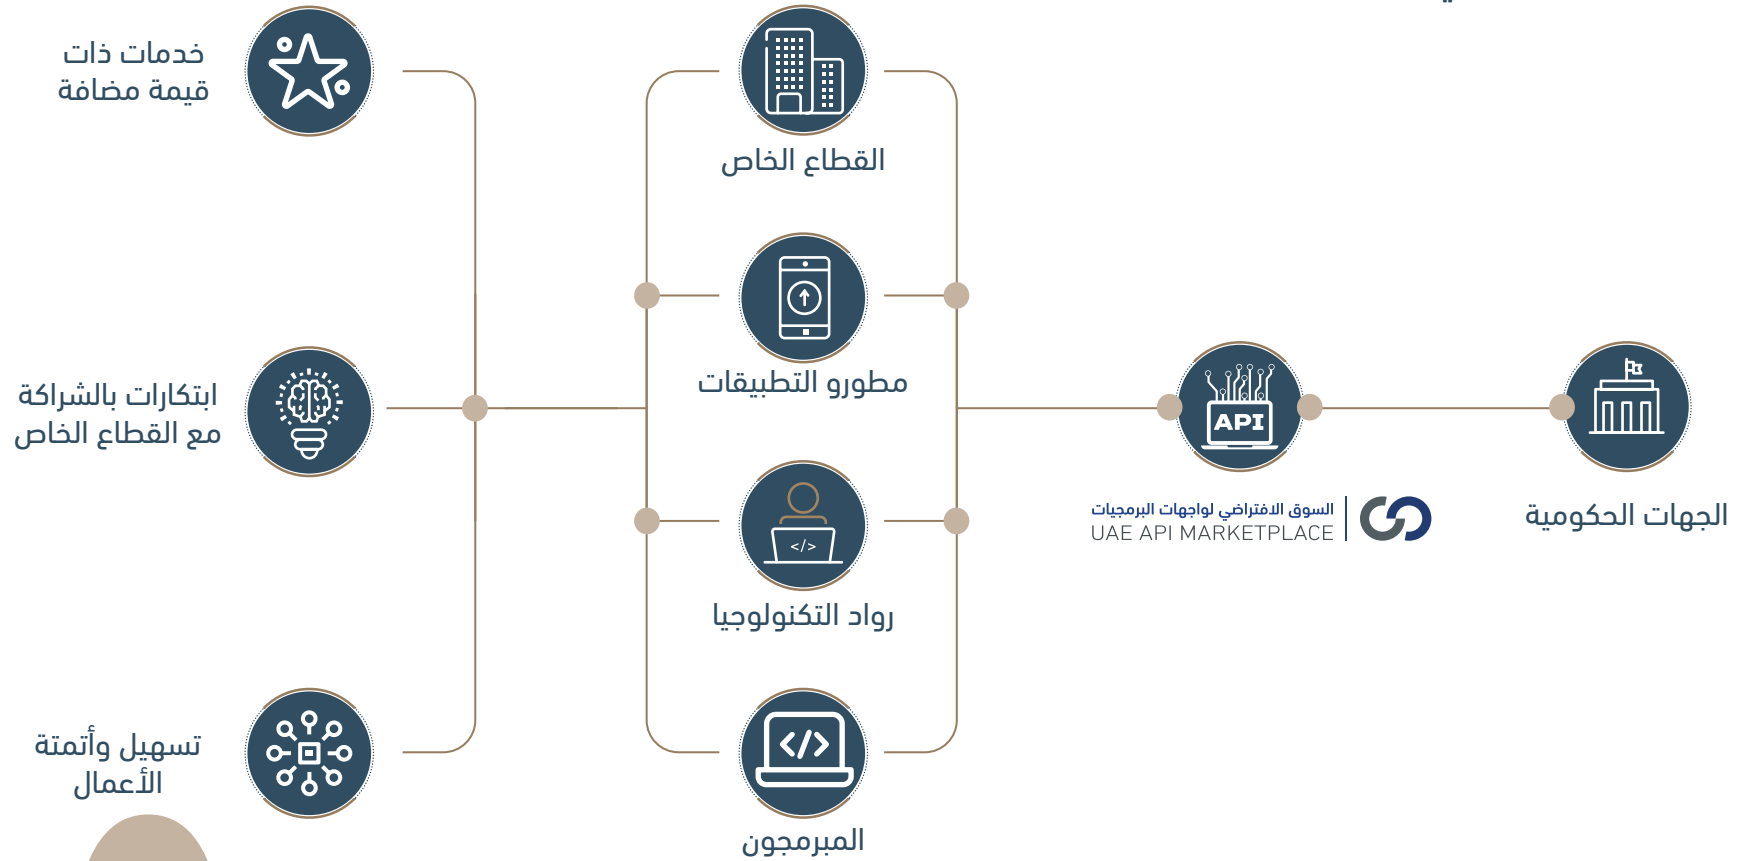 الجهات الحكومية
API
السوق الافتراضي لواجهات البرمجيات
UAE API MARKETPLACE
القطاع الخاص
مطورو التطبيقات
رواد التكنولوجيا
</>
المبرمجون
</>
خدمات ذات
قيمة مضافة
ابتكارات بالشراكة
مع القطاع الخاص
تسهيل وأتمتة
الأعمال